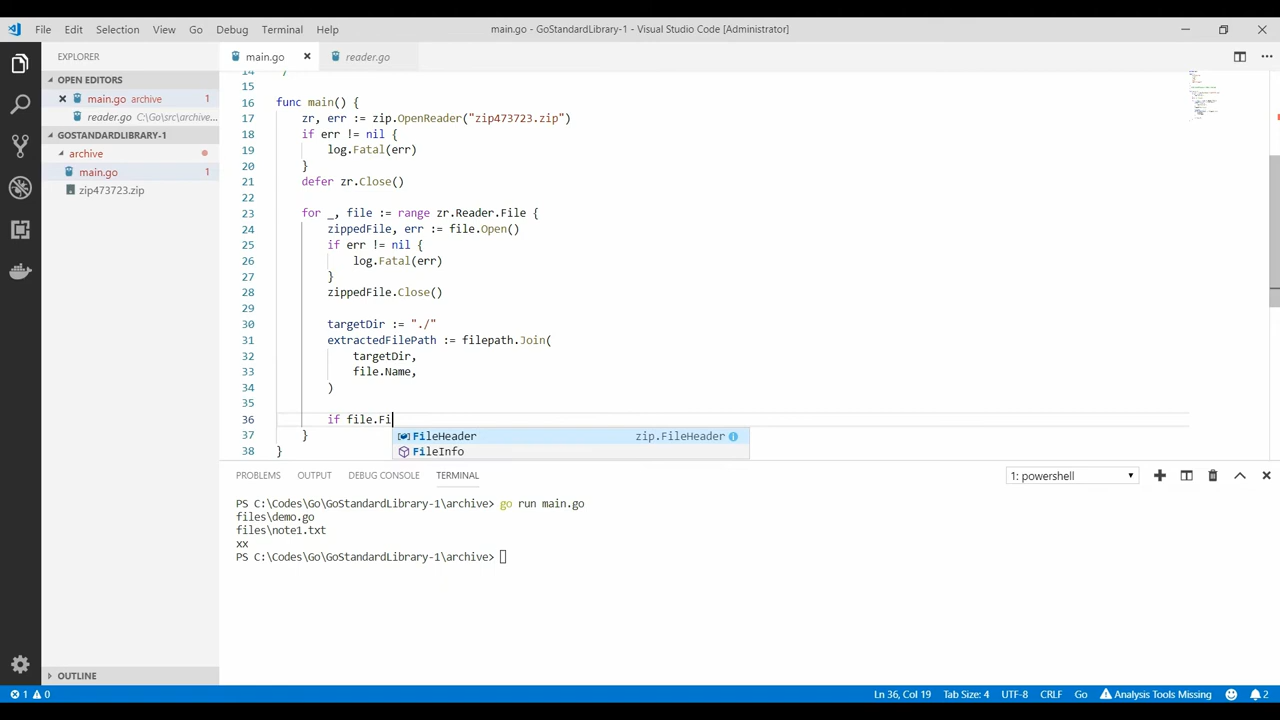 File Edit Selection View Go Debug Terminal Help main.go - GoStandardLibrary-1 - Visual Studio Code [Administrator]
EXPLORER
OPEN EDITORS
main.go archive 1
reader.go C:\Go\src\archive...
GOSTANDARDLIBRARY-1
archive
main.go 1
zip473723.zip
OUTLINE
main.go reader.go
14 /
15
16 func main() {
17 zr, err := zip.OpenReader("zip473723.zip")
18 if err != nil {
19 log.Fatal(err)
20 }
21 defer zr.Close()
22
23 for _, file := range zr.Reader.File {
24 zippedFile, err := file.Open()
25 if err != nil {
26 log.Fatal(err)
27 }
28 zippedFile.Close()
29
30 targetDir := "./"
31 extractedFilePath := filepath.Join(
32 targetDir,
33 file.Name,
34 )
35
36 if file.Fi
FileHeader zip.FileHeader
37 }
FileInfo
38 }
PROBLEMS OUTPUT DEBUG CONSOLE TERMINAL 1: powershell
PS C:\Codes\Go\GoStandardLibrary-1\archive> go run main.go
files\demo.go
files\note1.txt
xx
PS C:\Codes\Go\GoStandardLibrary-1\archive>
1 0 Ln 36, Col 19 Tab Size: 4 UTF-8 CRLF Go Analysis Tools Missing 2